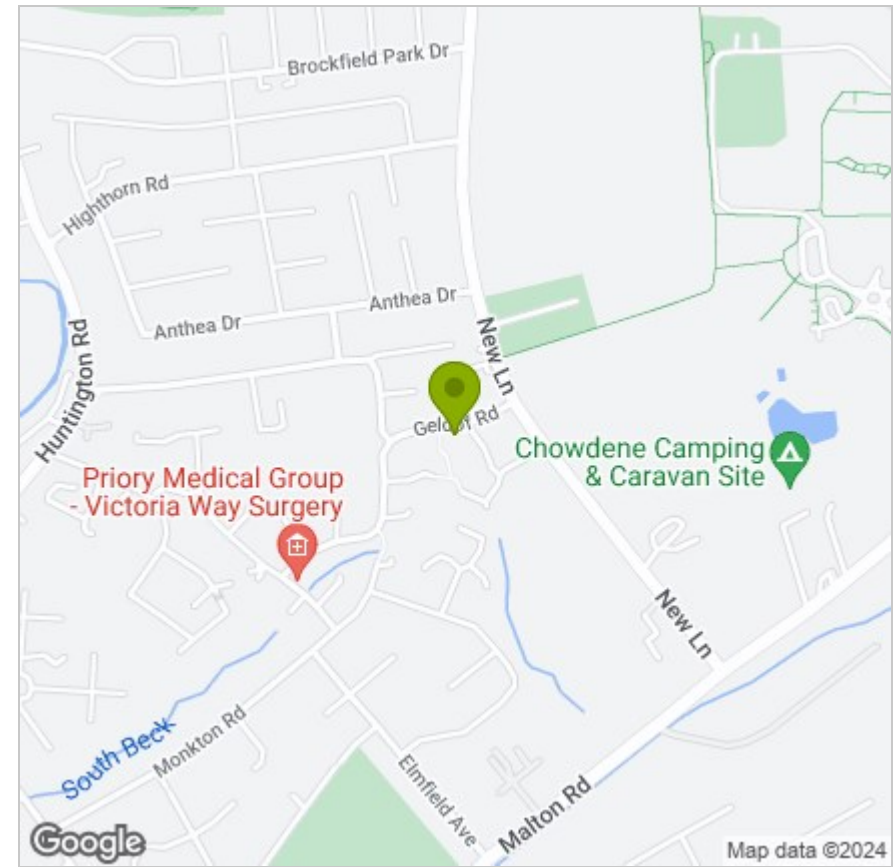 Brockfield Park Dr
Highthorn Rd
Anthea Dr
Anthea Dr
Huntington Rd
New Ln
Rd
Chowdene Camping
& Caravan Site
Priory Medical Group
- Victoria Way Surgery
New Ln
South Beck
Monkton Rd
Elmfield Ave
Malton Rd
Google
Map data ©2024